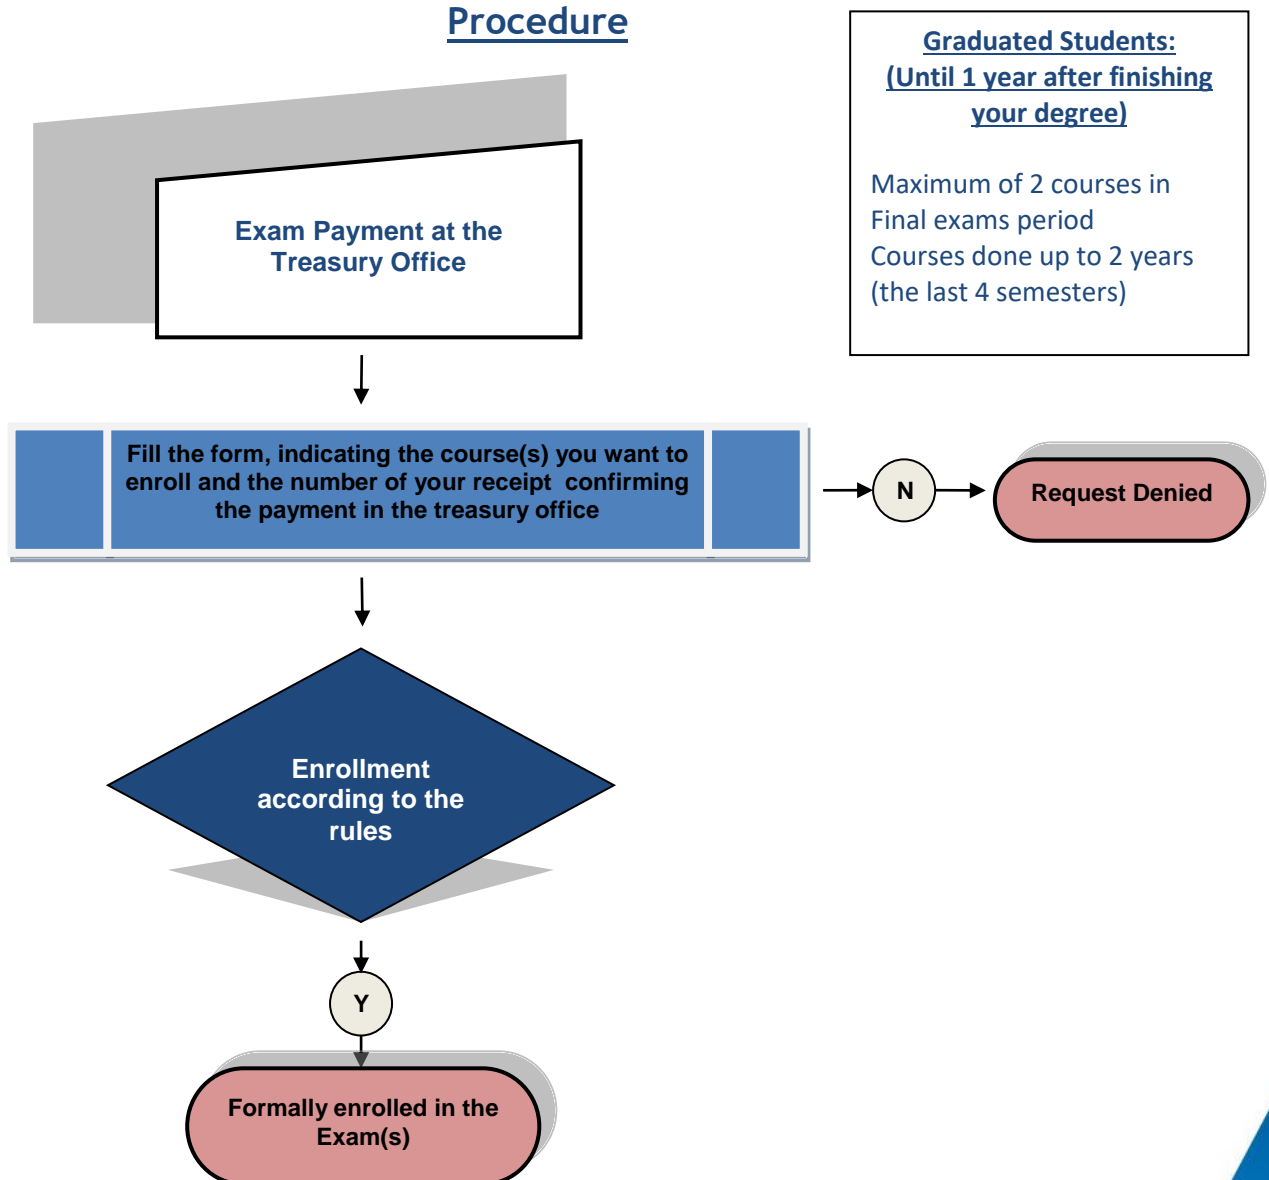 Procedure
Graduated Students:
(Until 1 year after finishing
your degree)
Maximum of 2 courses in
Final exams period
Courses done up to 2 years
(the last 4 semesters)
Exam Payment at the
Treasury Office
Fill the form, indicating the course(s) you want to
enroll and the number of your receipt confirming
the payment in the treasury office
N
Request Denied
Enrollment
according to the
rules
Y
Formally enrolled in the
Exam(s)